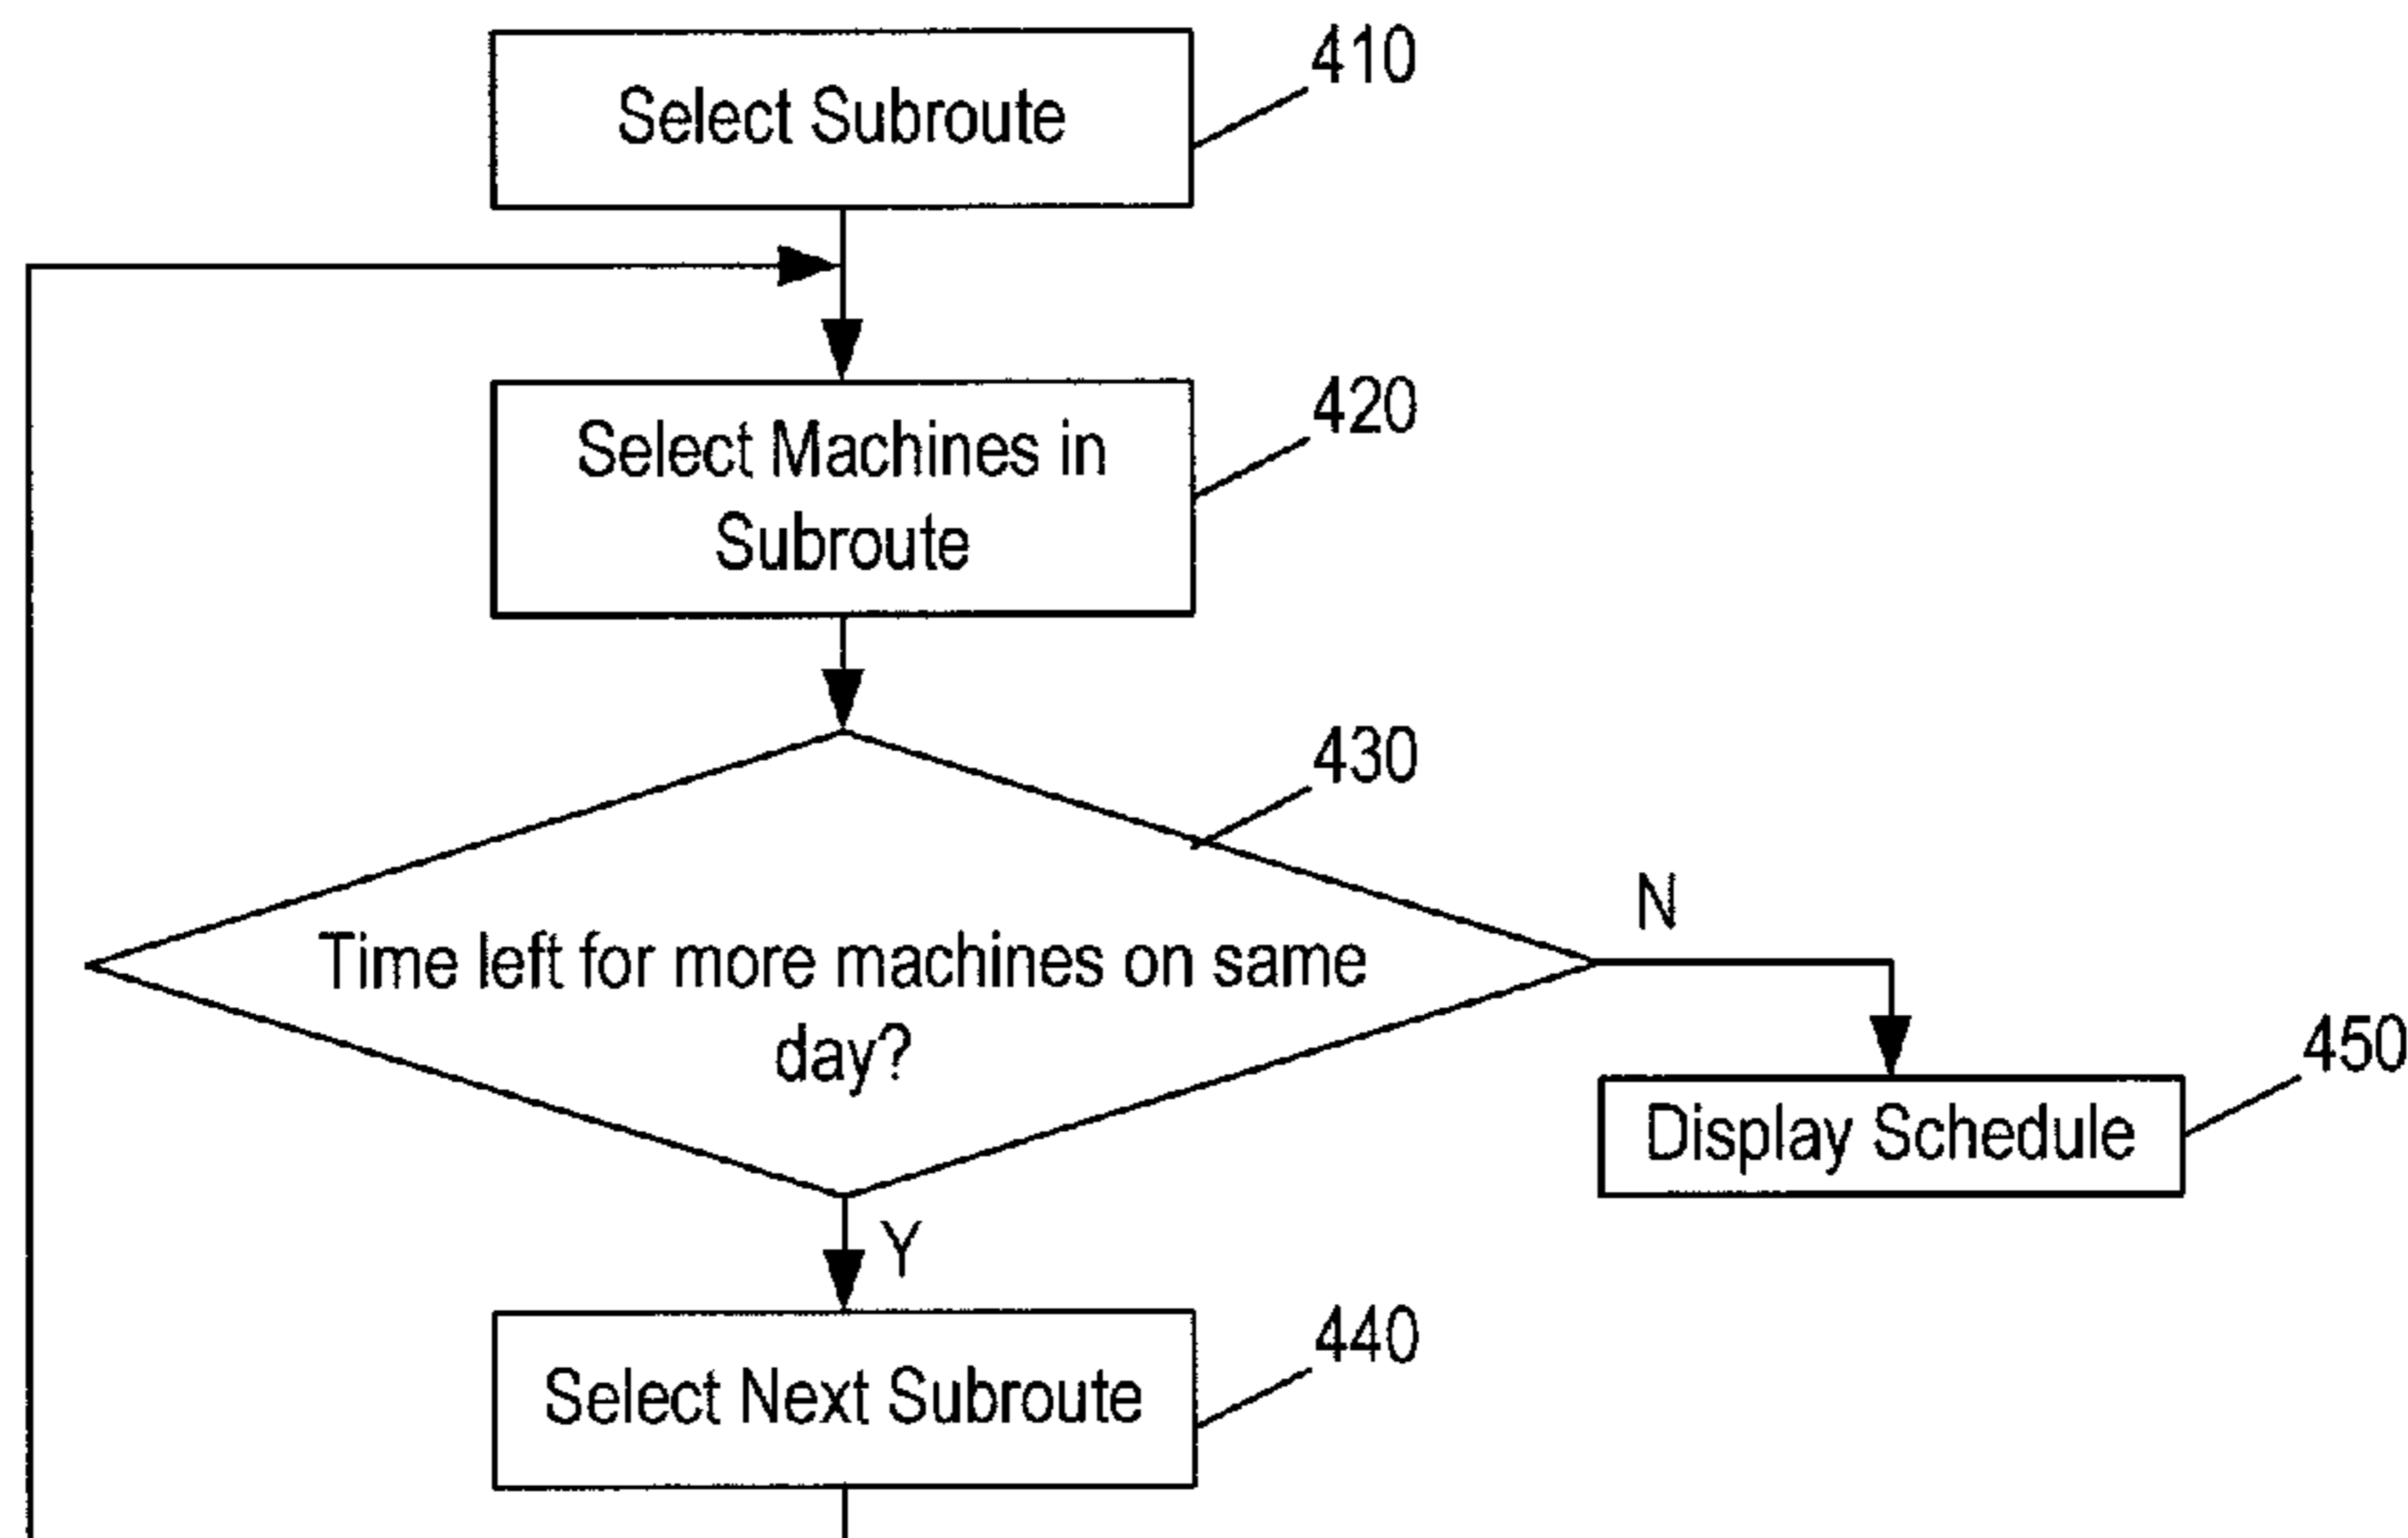 410
Select Subroute
420
Select Machines in
Subroute
430
N
Time left for more machines on same
day?
450
Display Schedule
Y
440
Select Next Subroute